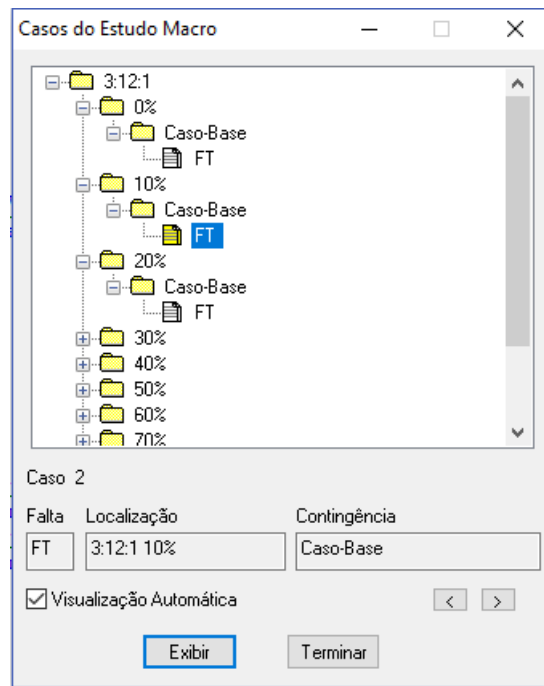 Casos do Estudo Macro
3:12:1
0%
Caso-Base
FT
10%
Caso-Base
FT
20%
Caso-Base
FT
30%
40%
50%
60%
70%
Caso 2
Falta Localização Contingência
FT 3:12:1 10% Caso-Base
Visualização Automática < >
Exibir Terminar